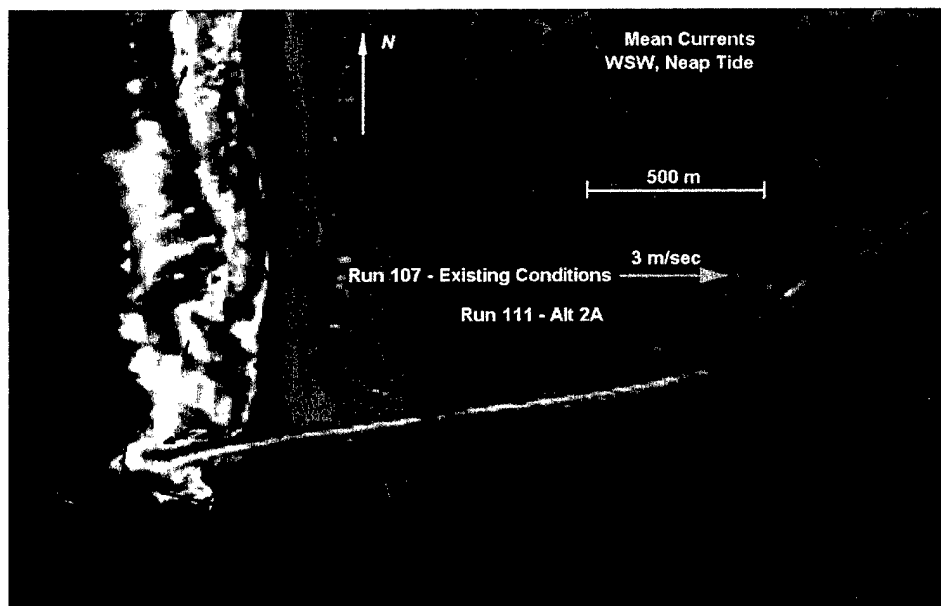 N
Mean Currents
WSW, Neap Tide
500 m
3 m/sec
Run 107 - Existing Conditions
Run 111 - Alt 2A